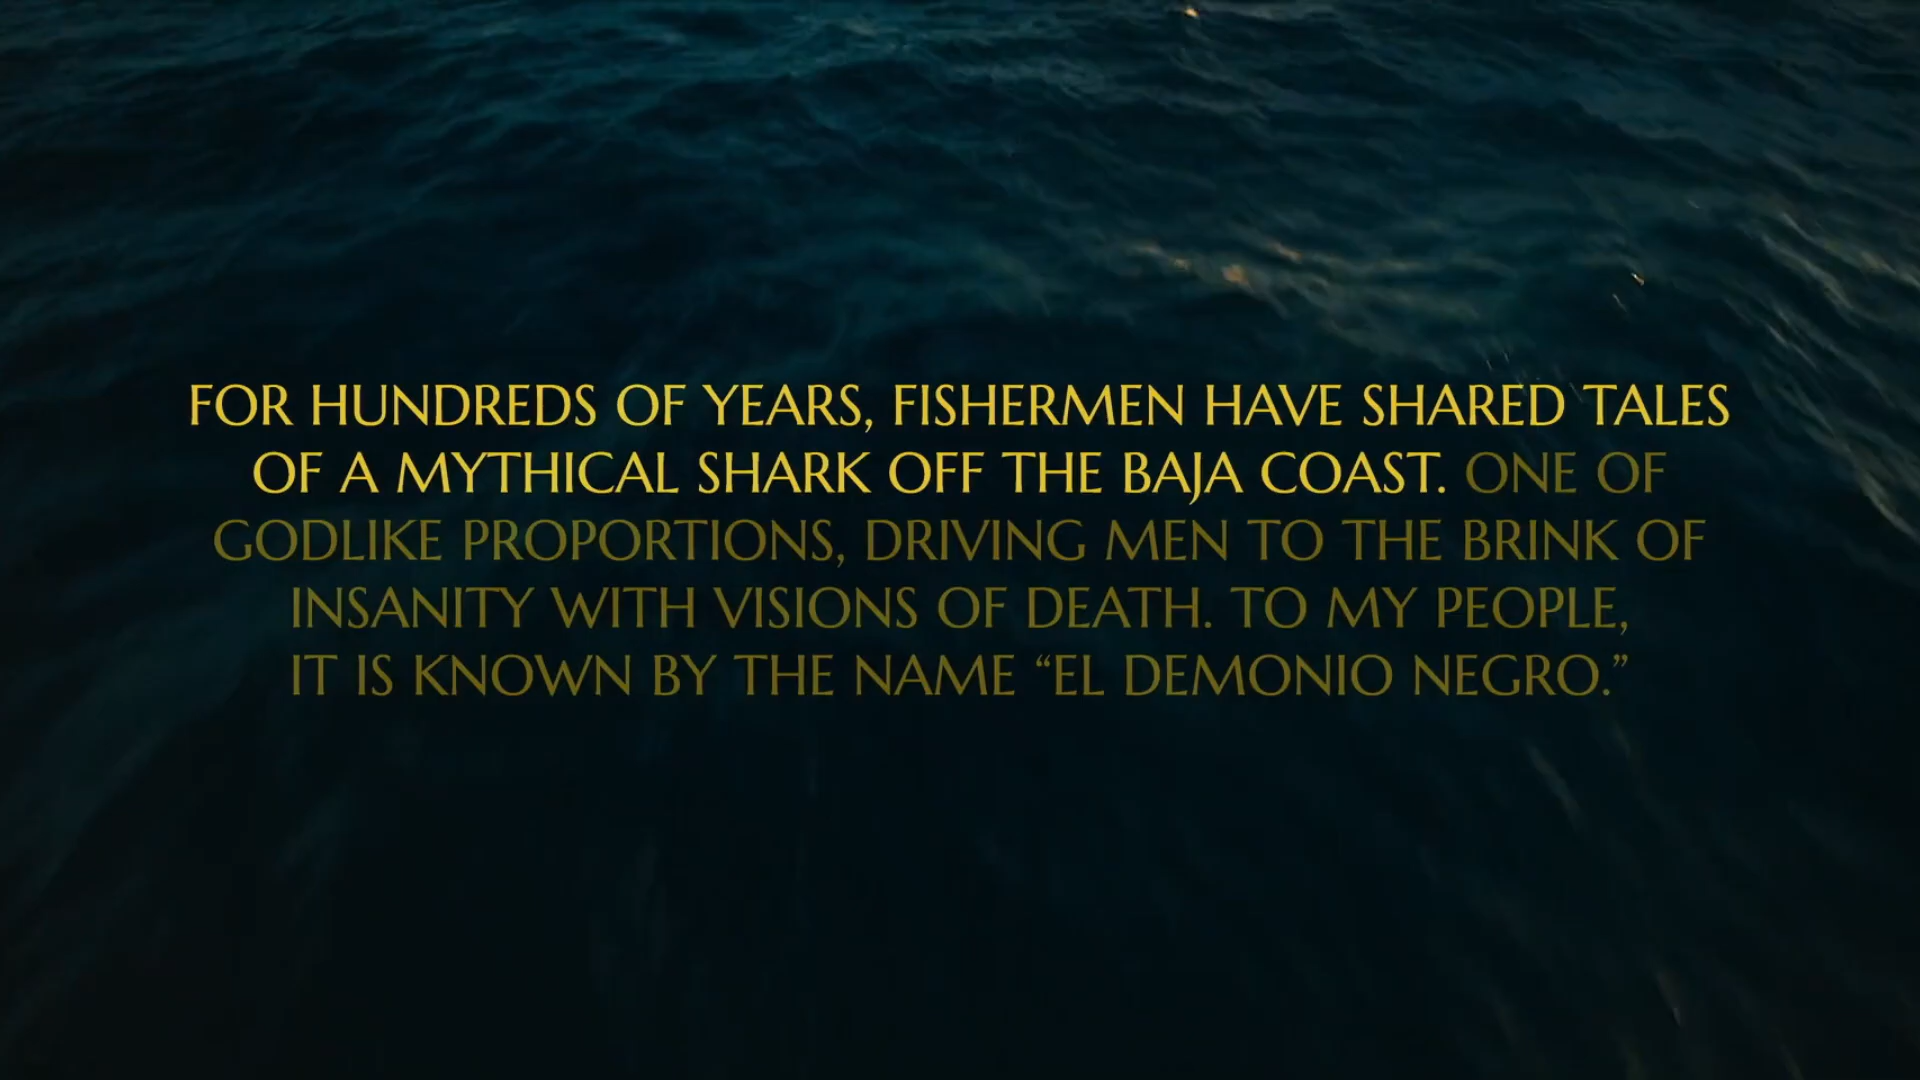 FOR HUNDREDS OF YEARS, FISHERMEN HAVE SHARED TALES
OF A MYTHICAL SHARK OFF THE BAJA COAST. ONE OF
GODLIKE PROPORTIONS, DRIVING MEN TO THE BRINK OF
INSANITY WITH VISIONS OF DEATH. TO MY PEOPLE,
IT IS KNOWN BY THE NAME “EL DEMONIO NEGRO.”